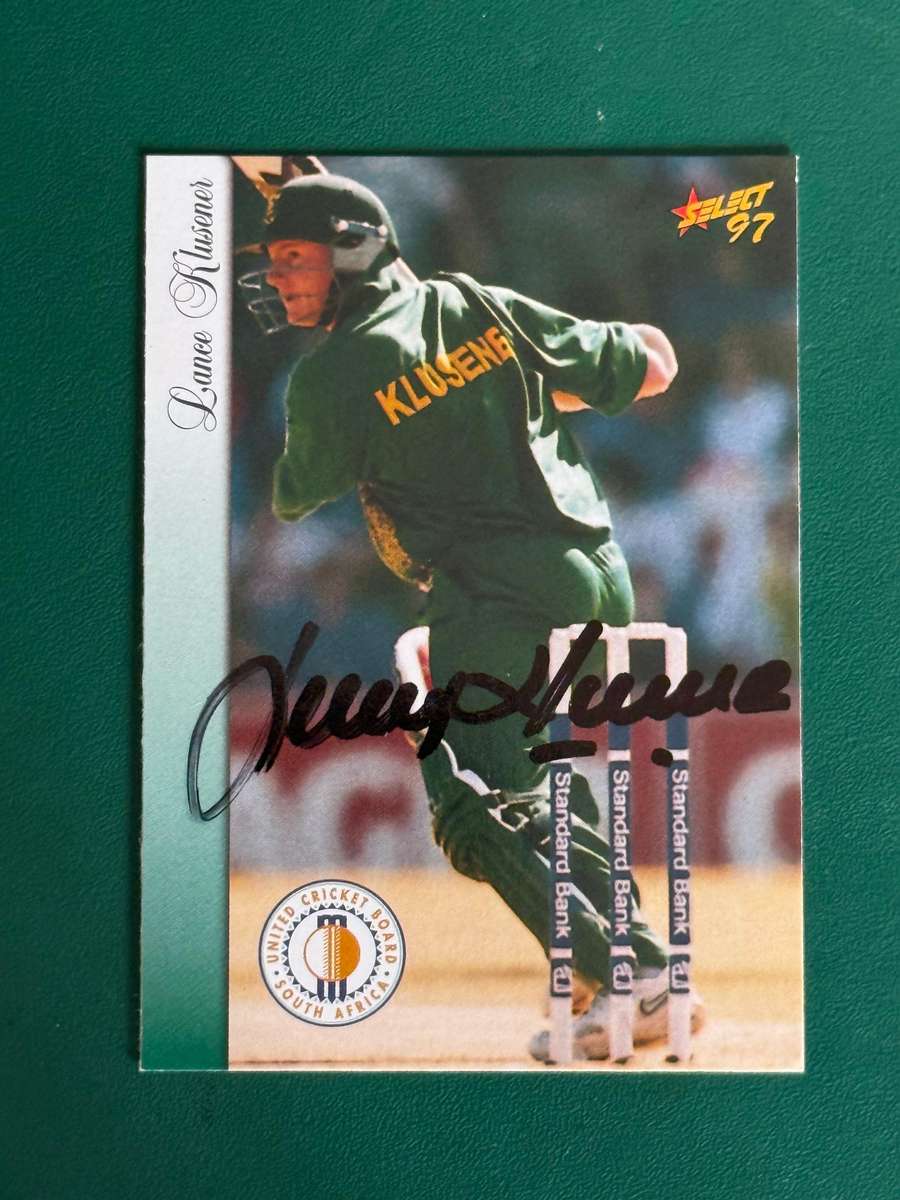 Lance Klusener
SELECT
97
KLUSENE
UNITED CRICKET BOARD
SOUTH AFRICA
Standard Bank
Standard Bank
Standard Bank